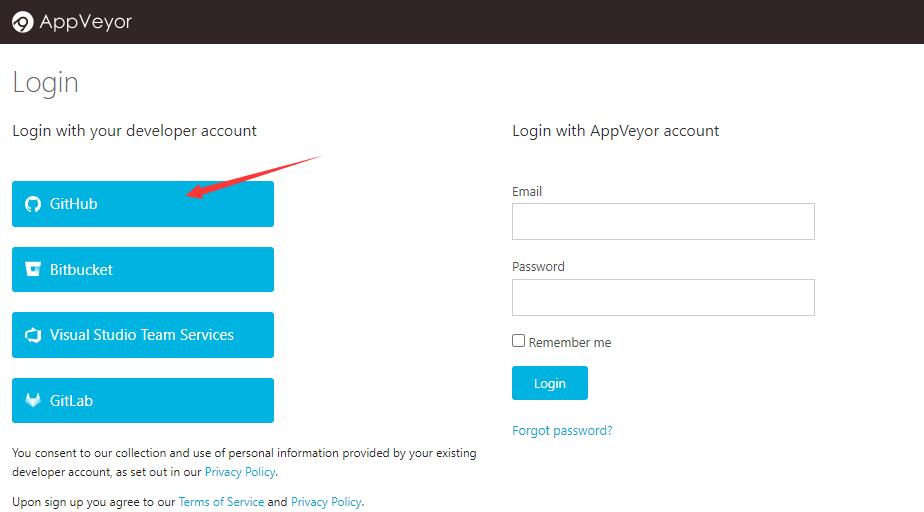 AppVeyor
Login
Login with your developer account
GitHub
Bitbucket
Visual Studio Team Services
GitLab
You consent to our collection and use of personal information provided by your existing
developer account, as set out in our Privacy Policy.
Upon sign up you agree to our Terms of Service and Privacy Policy.
Login with AppVeyor account
Email
Password
Remember me
Login
Forgot password?